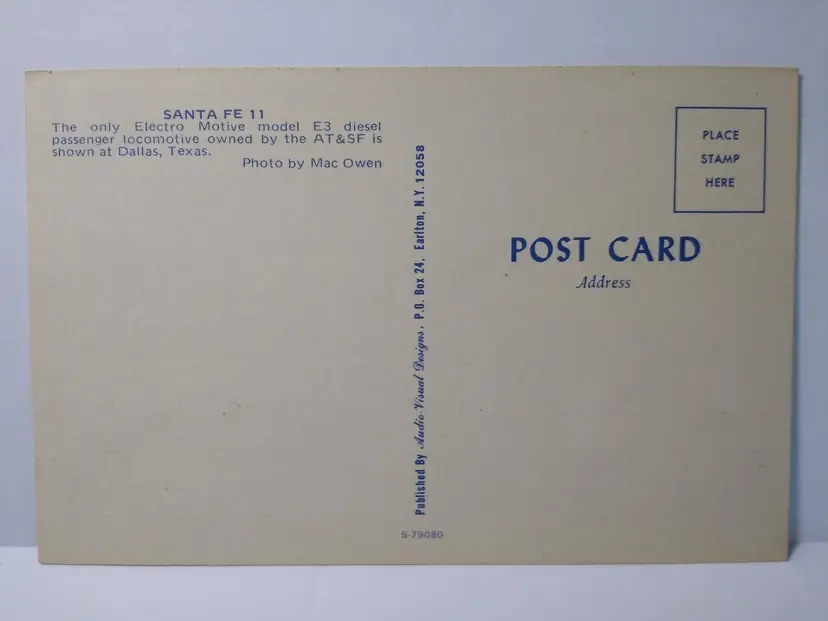 SANTA FE 11
The only Electro Motive model E3 diesel
passenger locomotive owned by the AT&SF is
shown at Dallas, Texas.
Photo by Mac Owen
Published By Audio-Visual Designs, P.O. Box 24, Earlton, N.Y. 12058
S-79080
PLACE
STAMP
HERE
POST CARD
Address